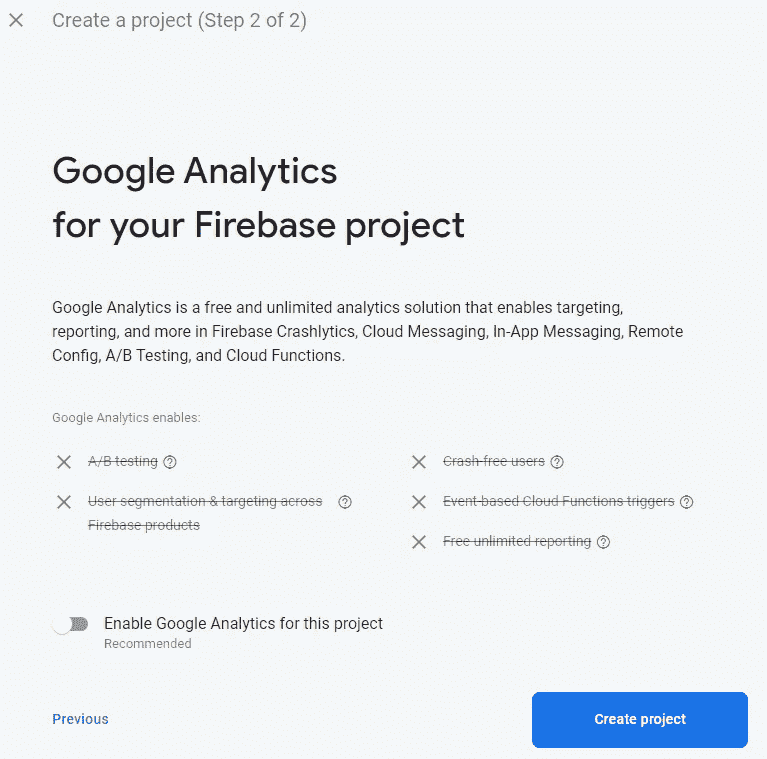 Create a project (Step 2 of 2)
Google Analytics
for your Firebase project
Google Analytics is a free and unlimited analytics solution that enables targeting,
reporting, and more in Firebase Crashlytics, Cloud Messaging, In-App Messaging, Remote
Config, A/B Testing, and Cloud Functions.
Google Analytics enables:
A/B testing
User segmentation & targeting across
Firebase products
Crash-free users
Event-based Cloud Functions triggers
Free unlimited reporting
Enable Google Analytics for this project
Recommended
Previous
Create project